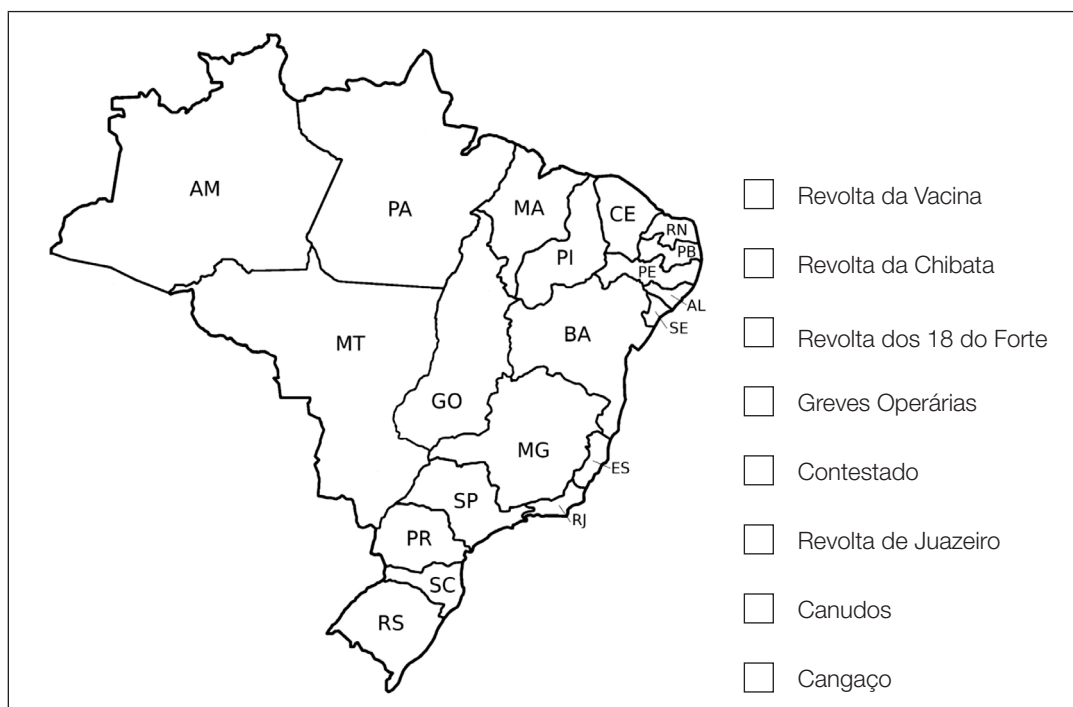 AM
PA
MA
CE
RN
PB
PI
PE
AL
SE
BA
MT
GO
MG
ES
SP
RJ
PR
SC
RS
Revolta da Vacina
Revolta da Chibata
Revolta dos 18 do Forte
Greves Operárias
Contestado
Revolta de Juazeiro
Canudos
Cangaço